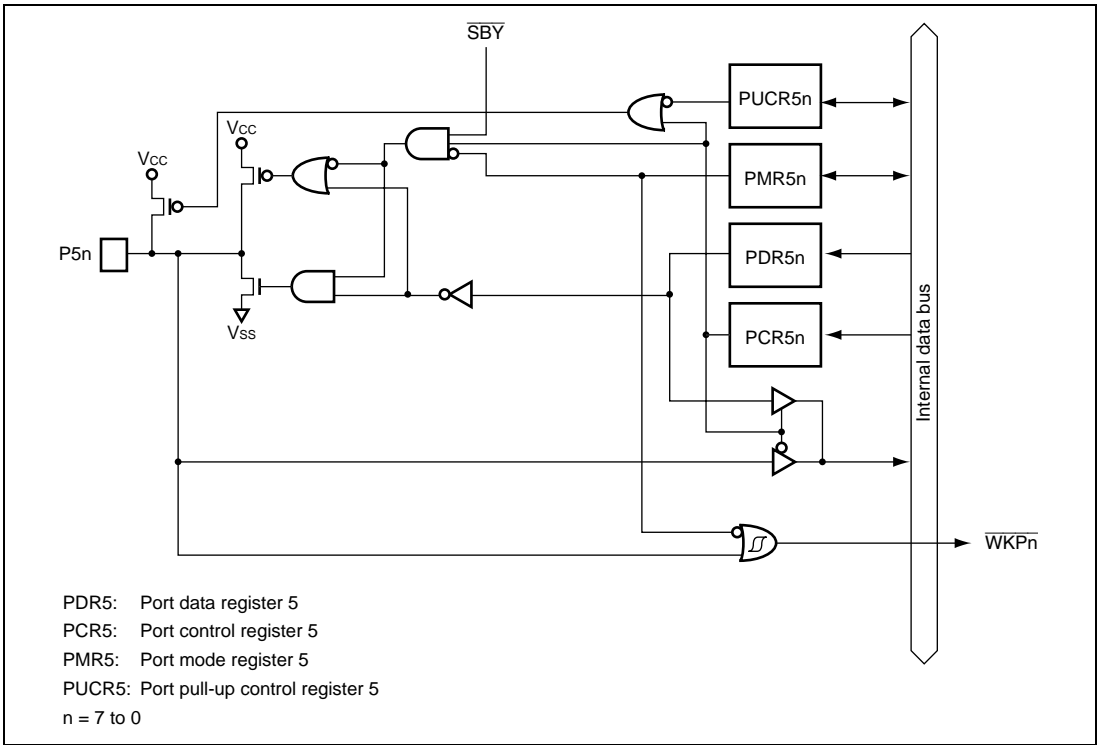 SBY
PUCR5n
VCC
VCC
PMR5n
P5n
PDR5n
VSS
PCR5n
Internal data bus
WKPn
PDR5: Port data register 5
PCR5: Port control register 5
PMR5: Port mode register 5
PUCR5: Port pull-up control register 5
n = 7 to 0